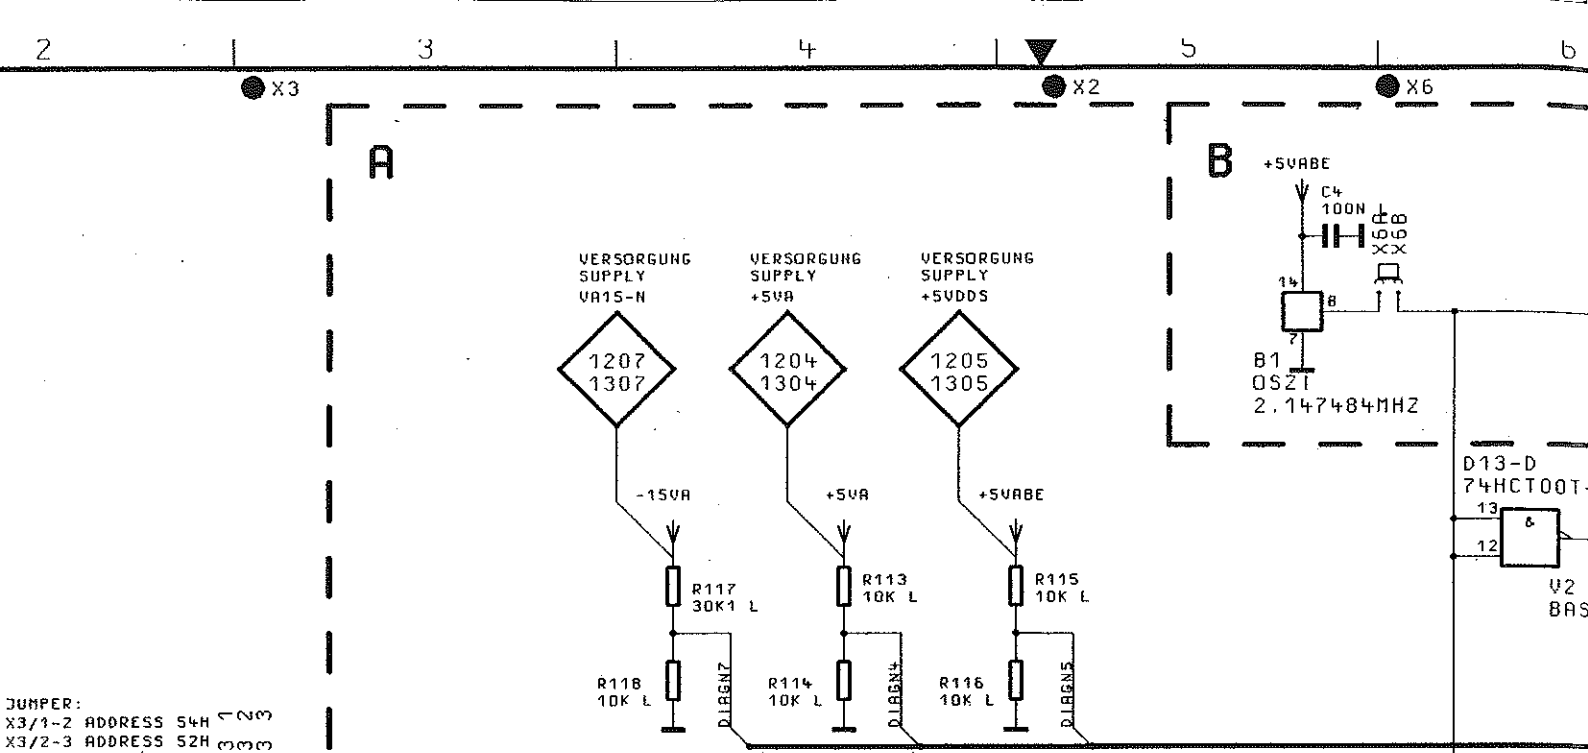 2 3 4 5 6
X3 X2 X6
A
B
+5VABE
C4
100N
X6A
X6B
14
8
7
B1
OSZI
2.147484MHZ
VERSORGUNG
SUPPLY
VA15-N
1207
1307
VERSORGUNG
SUPPLY
+5VA
1204
1304
VERSORGUNG
SUPPLY
+5VDDS
1205
1305
D13-D
74HCT00T-
13
12
&
V2
BAS
-15VA
+5VA
+5VABE
R117
30K1 L
R113
10K L
R115
10K L
R118
10K L
DIAGN7
R114
10K L
DIAGN4
R116
10K L
DIAGN5
JUMPER:
X3/1-2 ADDRESS 54H
X3/2-3 ADDRESS 52H
1
2
3